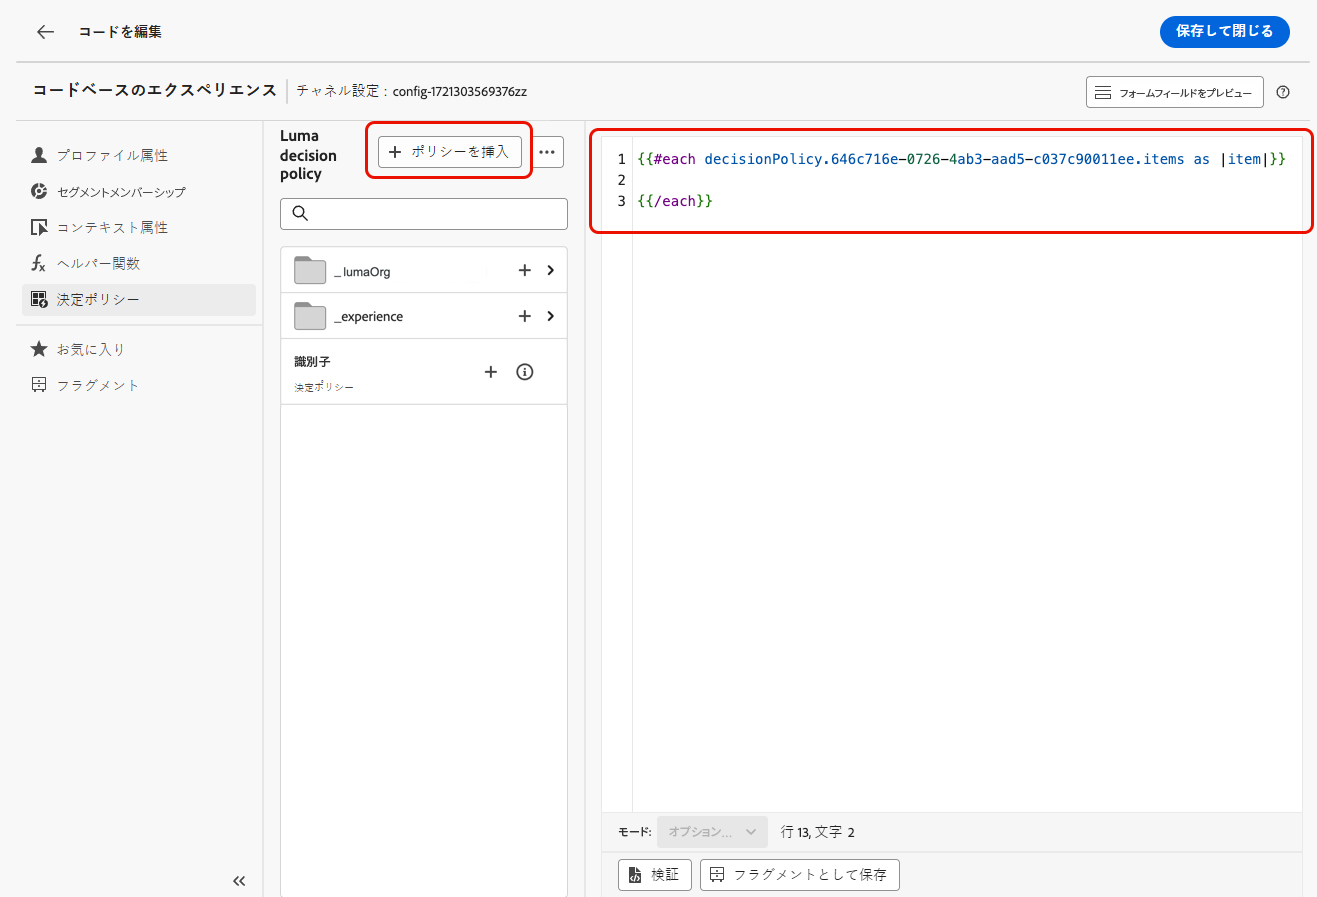 コードを編集
保存して閉じる
コードベースのエクスペリエンス
チャネル設定 : config-1721303569376zz
フォームフィールドをプレビュー
プロファイル属性
セグメントメンバーシップ
コンテキスト属性
ヘルパー関数
決定ポリシー
お気に入り
フラグメント
Luma
decision
policy
ポリシーを挿入
_lumaOrg
_experience
識別子
決定ポリシー
1 {{#each decisionPolicy.646c716e-0726-4ab3-aad5-c037c90011ee.items as |item|}}
2
3 {{/each}}
モード:
オプション...
行 13, 文字 2
検証
フラグメントとして保存